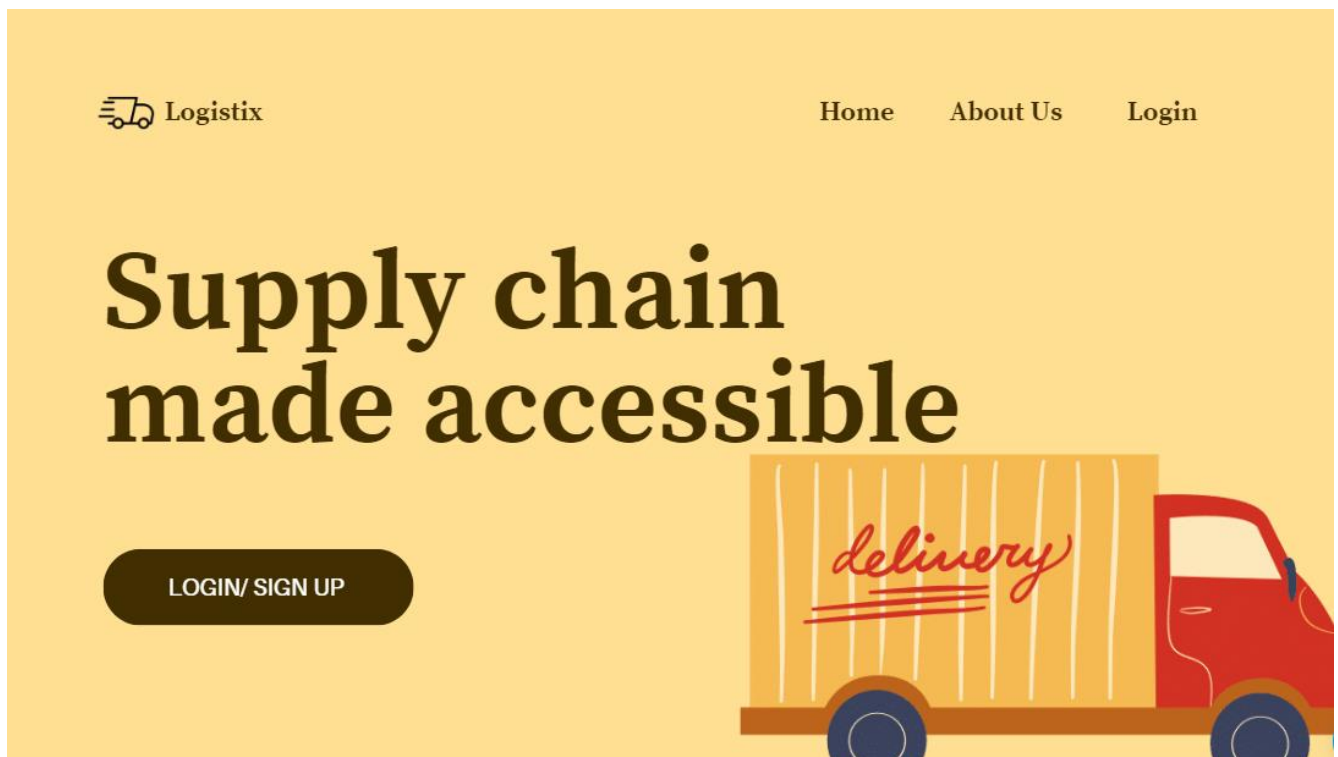 Logistix
Home About Us Login
Supply chain
made accessible
LOGIN/ SIGN UP
delivery